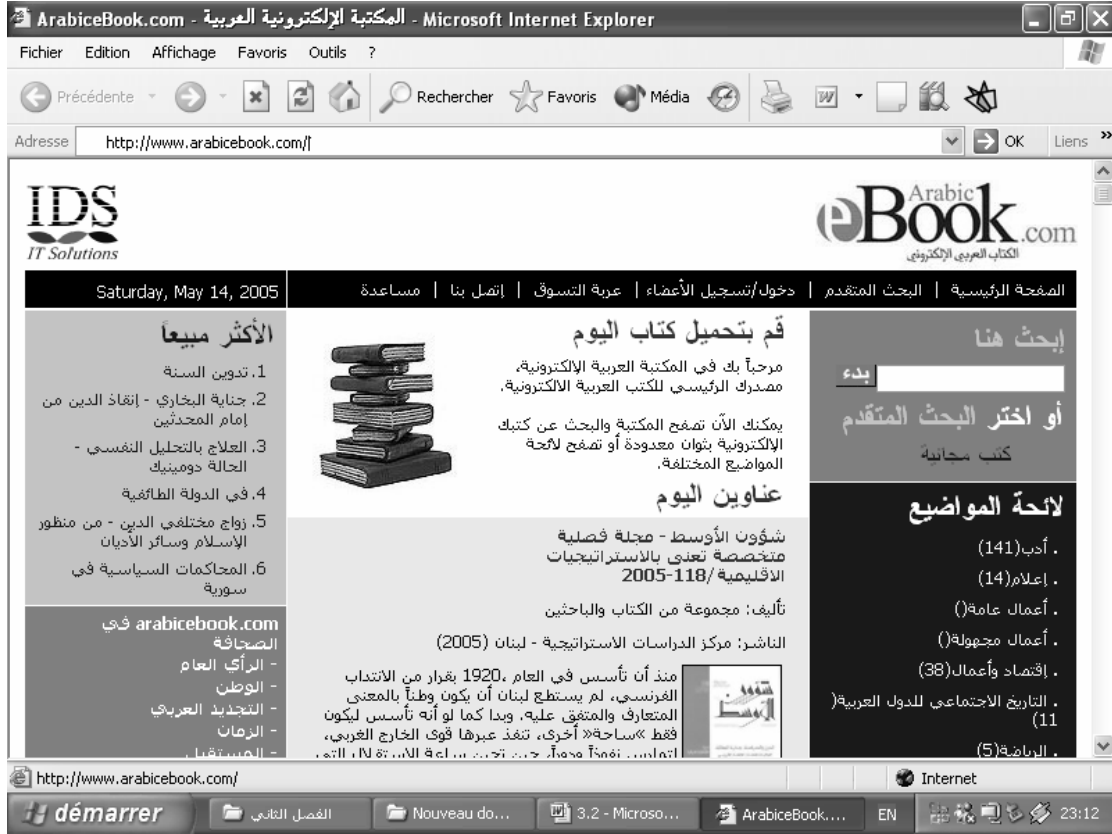 ArabiceBook.com - المكتبة الإلكترونية العربية - Microsoft Internet Explorer
Fichier Edition Affichage Favoris Outils ?
Précédente Rechercher Favoris Média
Adresse http://www.arabicebook.com/ OK Liens »
IDS
IT Solutions
Arabic
eBook.com
الكتاب العربي الإلكتروني
الصفحة الرئيسية | البحث المتقدم | دخول/تسجيل الأعضاء | عربة التسوق | إتصل بنا | مساعدة
Saturday, May 14, 2005
إبحث هنا
بدء
أو اختر البحث المتقدم
كتب مجانية
لائحة المواضيع
. أدب(141)
. إعلام(14)
. أعمال عامة()
. أعمال مجهولة()
. إقتصاد وأعمال(38)
. التاريخ الاجتماعي للدول العربية(
11)
. الرياضة(5)
قم بتحميل كتاب اليوم
مرحباً بك في المكتبة العربية الالكترونية،
مصدرك الرئيسي للكتب العربية الالكترونية.
يمكنك الآن تصفح المكتبة والبحث عن كتبك
الإلكترونية بثوان معدودة أو تصفح لائحة
المواضيع المختلفة.
عناوين اليوم
شؤون الأوسط - مجلة فصلية
متخصصة تعنى بالاستراتيجيات
الاقليمية/118-2005
تأليف: مجموعة من الكتاب والباحثين
الناشر: مركز الدراسات الاستراتيجية - لبنان (2005)
شؤون
الأوسط
منذ أن تأسس في العام 1920، بقرار من الانتداب
الفرنسي، لم يستطع لبنان أن يكون وطناً بالمعنى
المتعارف والمتفق عليه. وبدا كما لو أنه تأسس ليكون
فقط »ساحة« أخرى، تنفذ عبرها قوى الخارج الغربي،
لتمارس نفوذاً ودوراً، حين تحين ساعة الاستقلال التي
الأكثر مبيعاً
1. تدوين السنة
2. جناية البخاري - إنقاذ الدين من
إمام المحدثين
3. العلاج بالتحليل النفسي -
الحالة دومينيك
4. في الدولة الطائفية
5. زواج مختلفي الدين - من منظور
الإسلام وسائر الأديان
6. المحاكمات السياسية في
سورية
arabicebook.com في
الصحافة
- الرأي العام
- الوطن
- التجديد العربي
- الزمان
- المستقبل
http://www.arabicebook.com/ Internet
démarrer الفصل الثاني Nouveau do... 3.2 - Microso... ArabiceBook.... EN 23:12